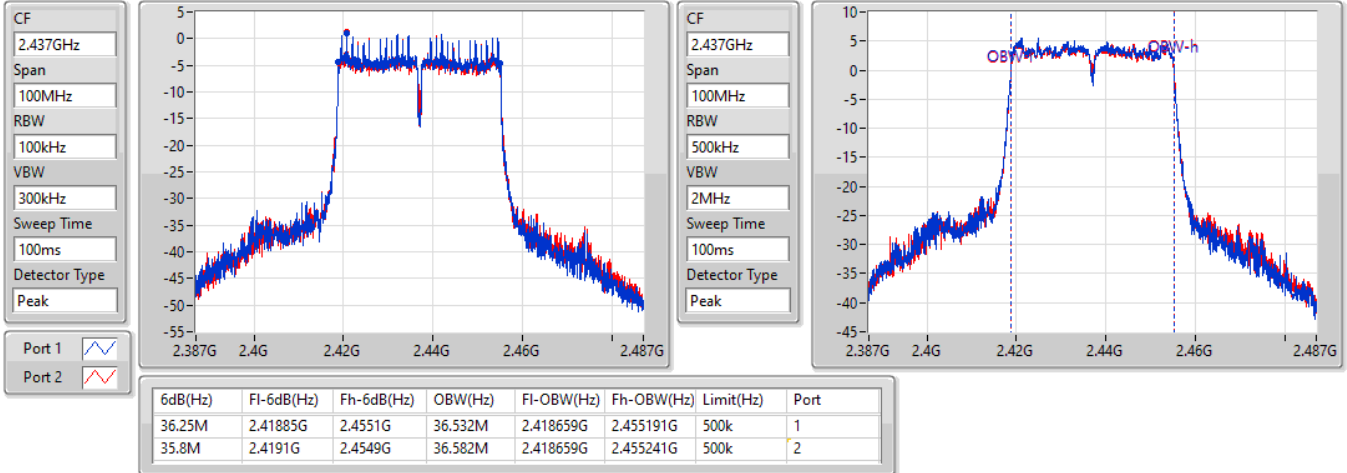 CF
2.437GHz
Span
100MHz
RBW
100kHz
VBW
300kHz
Sweep Time
100ms
Detector Type
Peak
Port 1
Port 2
5
0
-5
-10
-15
-20
-25
-30
-35
-40
-45
-50
-55
2.387G 2.4G 2.42G 2.44G 2.46G 2.487G
CF
2.437GHz
Span
100MHz
RBW
500kHz
VBW
2MHz
Sweep Time
100ms
Detector Type
Peak
10
5
0
-5
-10
-15
-20
-25
-30
-35
-40
-45
OBW-h
2.387G 2.4G 2.42G 2.44G 2.46G 2.487G
6dB(Hz) Fl-6dB(Hz) Fh-6dB(Hz) OBW(Hz) Fl-OBW(Hz) Fh-OBW(Hz) Limit(Hz) Port
36.25M 2.41885G 2.4551G 36.532M 2.418659G 2.455191G 500k 1
35.8M 2.4191G 2.4549G 36.582M 2.418659G 2.455241G 500k 2